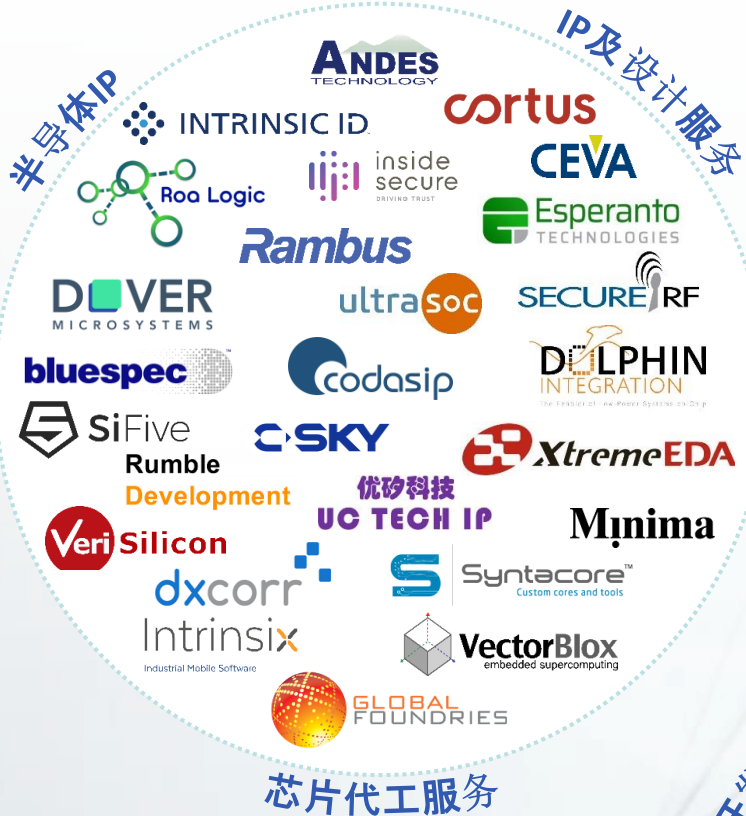 半导体IP
IP及设计服务
ANDES
TECHNOLOGY
cortus
INTRINSIC ID
inside
secure
DRIVING TRUST
CEVA
Roa Logic
Esperanto
TECHNOLOGIES
Rambus
DOVER
MICROSYSTEMS
ultrasoc
SECURE RF
bluespec™
codasip
DOLPHIN
INTEGRATION
SiFive
C-SKY
XtremeEDA
Rumble
Development
优矽科技
UC TECH IP
Minima
VeriSilicon
dxcorr
Syntacore™
Custom cores and tools
Intrinsix
Industrial Mobile Software
VectorBlox
embedded supercomputing
GLOBAL
FOUNDRIES
芯片代工服务